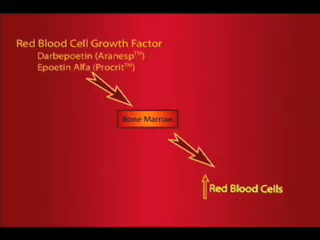 Red Blood Cell Growth Factor
Darbepoetin (Aranesp™)
Epoetin Alfa (Procrit™)
Bone Marrow
Red Blood Cells